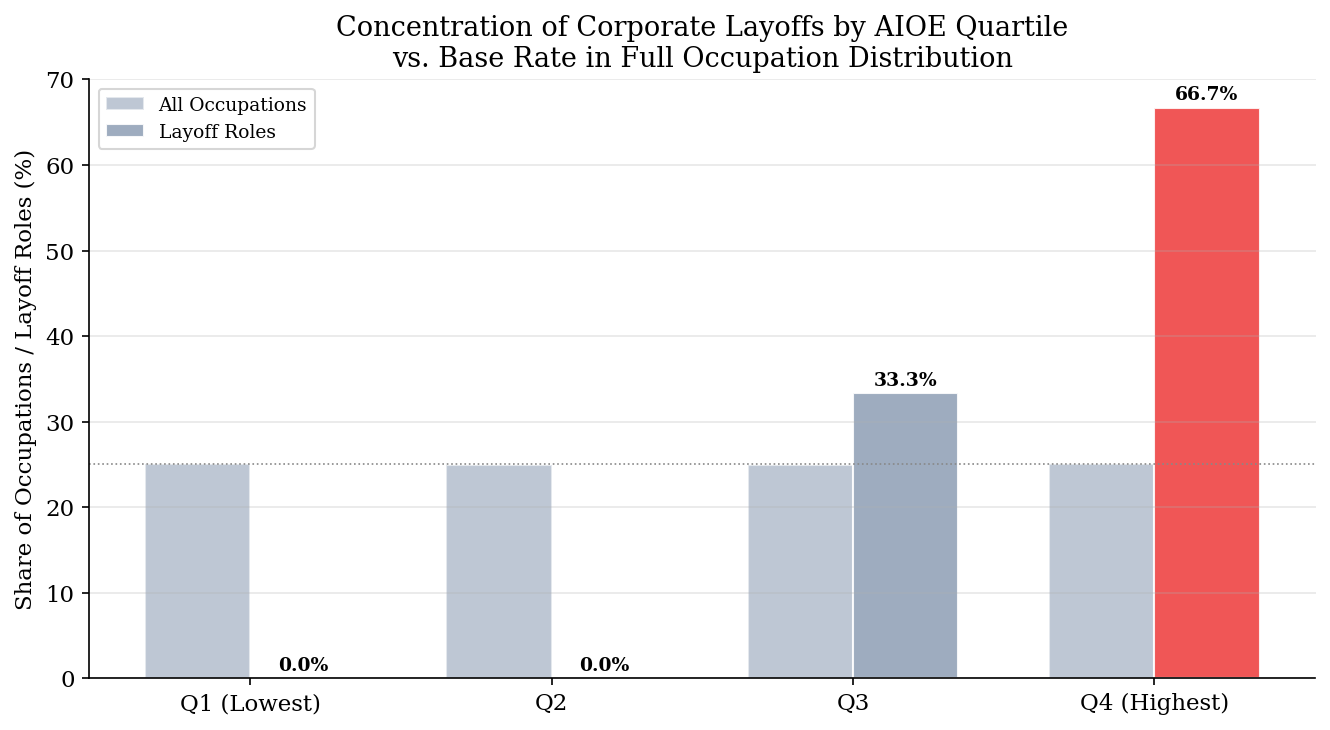 Concentration of Corporate Layoffs by AIOE Quartile
vs. Base Rate in Full Occupation Distribution
Share of Occupations / Layoff Roles (%)
70
60
50
40
30
20
10
0
All Occupations
Layoff Roles
0.0%
0.0%
33.3%
66.7%
Q1 (Lowest)
Q2
Q3
Q4 (Highest)